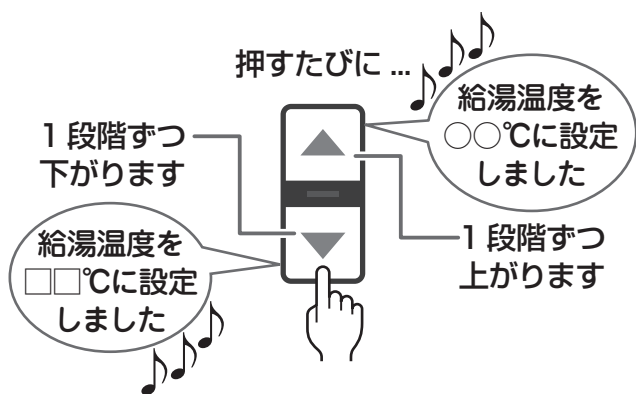 押すたびに ...
給湯温度を
○○℃に設定
しました
1 段階ずつ
下がります
1 段階ずつ
上がります
給湯温度を
□□℃に設定
しました